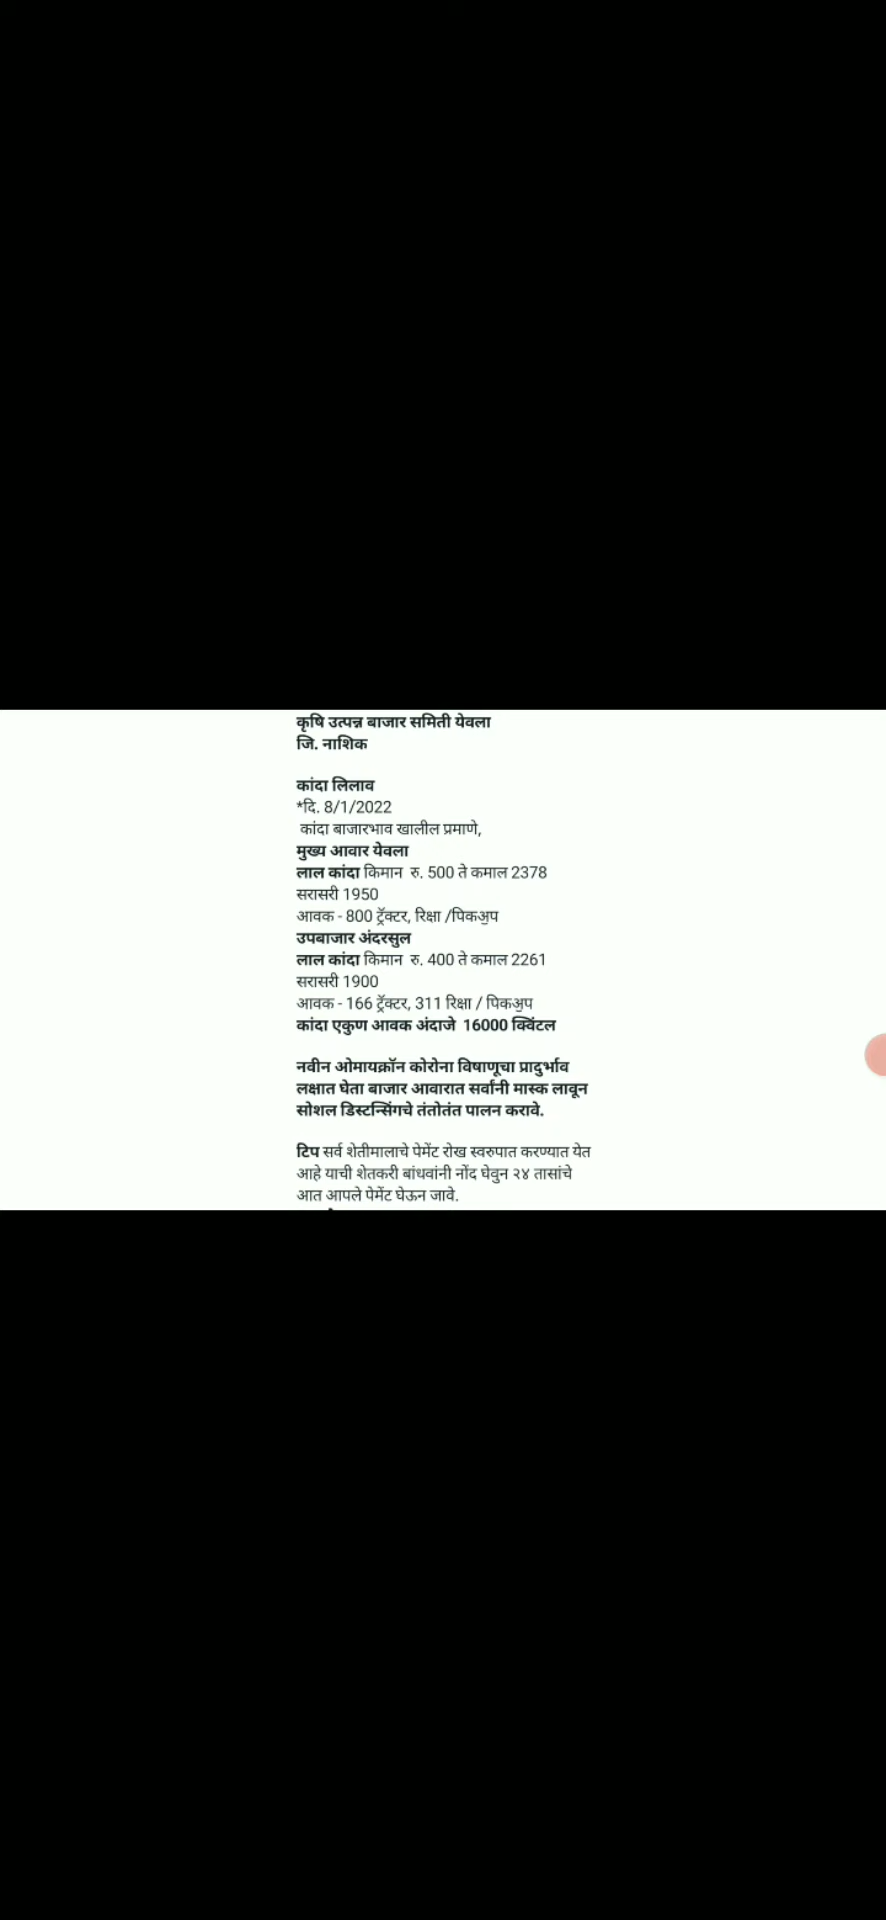 कृषि उत्पन्न बाजार समिती येवला
जि. नाशिक
कांदा लिलाव
*दि. 8/1/2022
कांदा बाजारभाव खालील प्रमाणे,
मुख्य आवार येवला
लाल कांदा किमान रु. 500 ते कमाल 2378
सरासरी 1950
आवक - 800 ट्रॅक्टर, रिक्षा /पिकअ॒प
उपबाजार अंदरसुल
लाल कांदा किमान रु. 400 ते कमाल 2261
सरासरी 1900
आवक - 166 ट्रॅक्टर, 311 रिक्षा / पिकअ॒प
कांदा एकुण आवक अंदाजे 16000 क्विंटल
नवीन ओमायक्रॉन कोरोना विषाणूचा प्रादुर्भाव
लक्षात घेता बाजार आवारात सर्वांनी मास्क लावून
सोशल डिस्टन्सिंगचे तंतोतंत पालन करावे.
टिप सर्व शेतीमालाचे पेमेंट रोख स्वरुपात करण्यात येत
आहे याची शेतकरी बांधवांनी नोंद घेवुन २४ तासांचे
आत आपले पेमेंट घेऊन जावे.